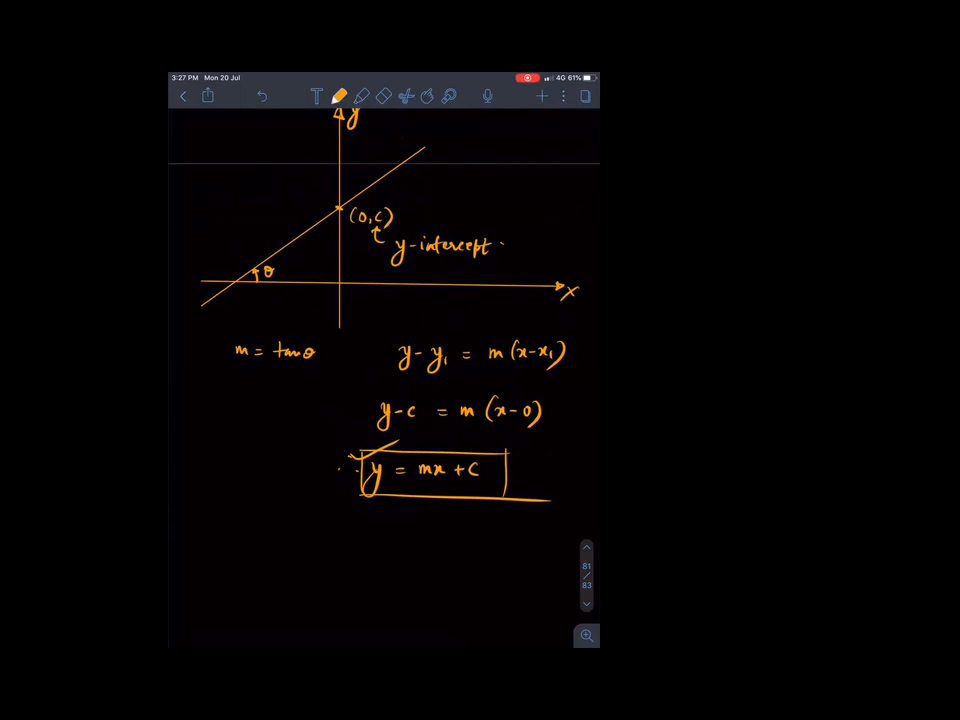 3:27 PM Mon 20 Jul
4G 61%
T
y
(0,c)
y-intercept
θ
x
m = tanθ
y-y₁ = m(x-x₁)
y-c = m(x-0)
y = mx+c
81
/
83